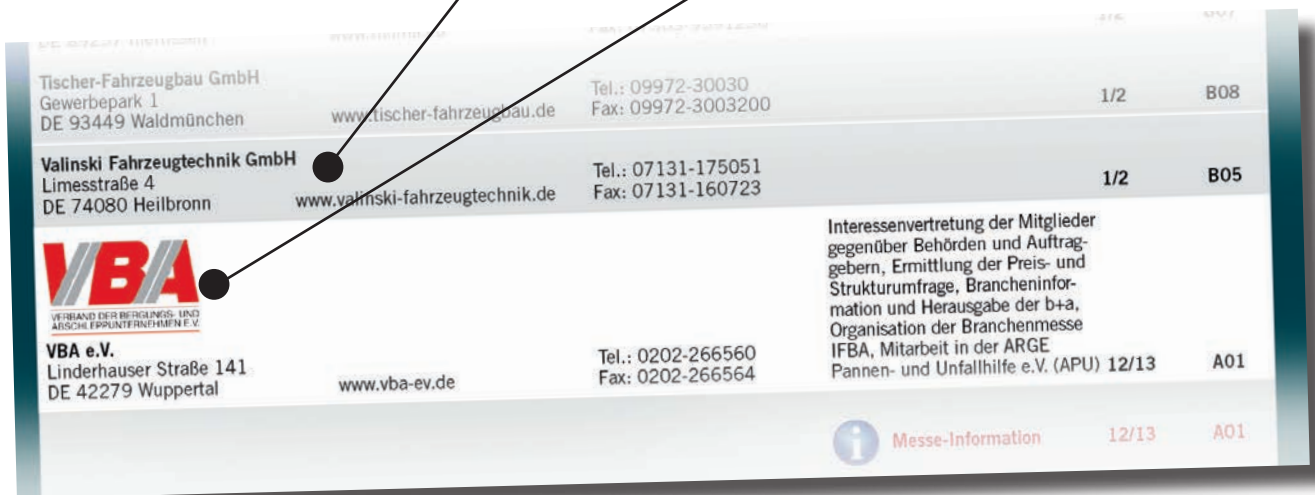 Tischer-Fahrzeugbau GmbH
Gewerbepark 1
DE 93449 Waldmünchen www.tischer-fahrzeugbau.de Tel.: 09972-30030
Fax: 09972-3003200 1/2 B08
Valinski Fahrzeugtechnik GmbH
Limesstraße 4
DE 74080 Heilbronn www.valinski-fahrzeugtechnik.de Tel.: 07131-175051
Fax: 07131-160723 1/2 B05
VBA
VERBAND DER BERGUNGS- UND
ABSCHLEPPUNTERNEHMEN E.V.
VBA e.V.
Linderhauser Straße 141
DE 42279 Wuppertal www.vba-ev.de Tel.: 0202-266560
Fax: 0202-266564
Interessenvertretung der Mitglieder
gegenüber Behörden und Auftrag-
gebern, Ermittlung der Preis- und
Strukturumfrage, Brancheninfor-
mation und Herausgabe der b+a,
Organisation der Branchenmesse
IFBA, Mitarbeit in der ARGE
Pannen- und Unfallhilfe e.V. (APU) 12/13 A01
Messe-Information 12/13 A01